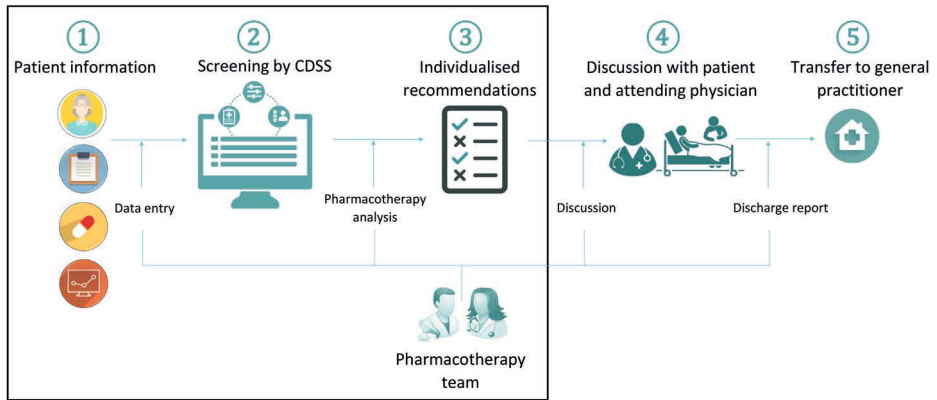 1
Patient information
2
Screening by CDSS
3
Individualised
recommendations
4
Discussion with patient
and attending physician
5
Transfer to general
practitioner
Data entry
Pharmacotherapy
analysis
Discussion
Discharge report
Pharmacotherapy
team